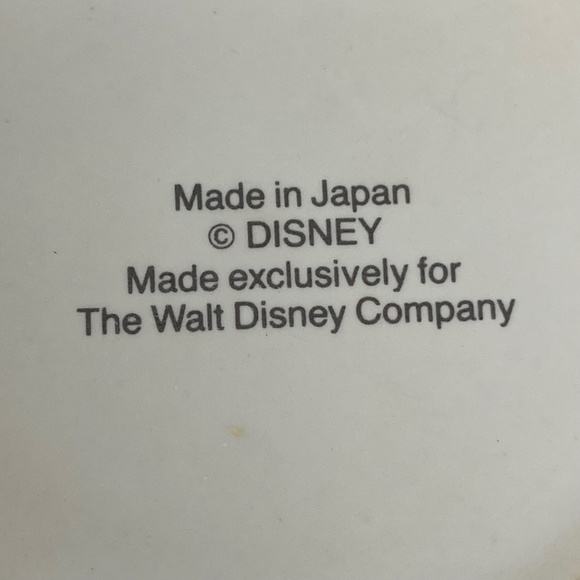 Made in Japan
© DISNEY
Made exclusively for
The Walt Disney Company